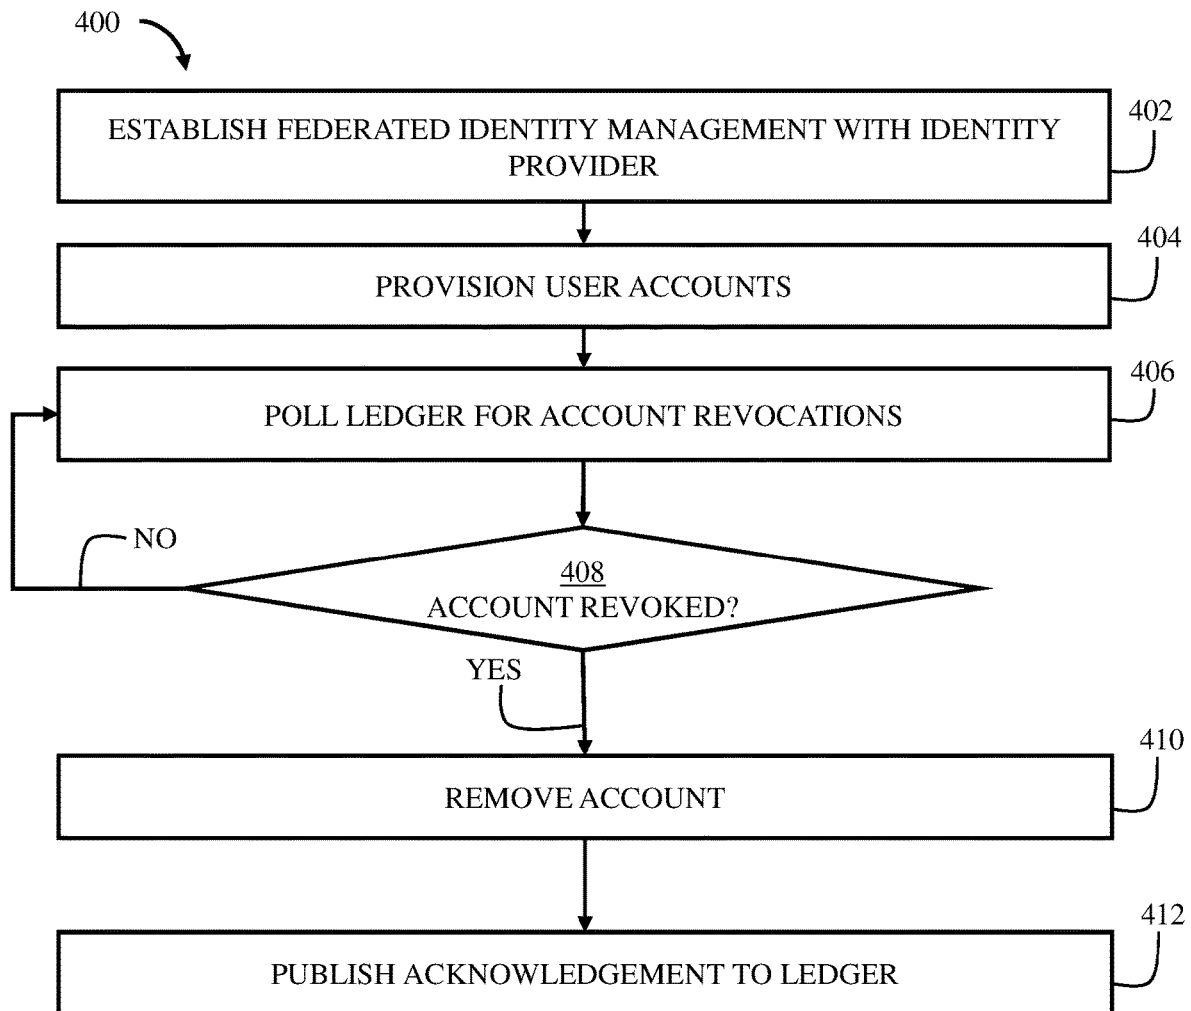 400
402
ESTABLISH FEDERATED IDENTITY MANAGEMENT WITH IDENTITY
PROVIDER
404
PROVISION USER ACCOUNTS
406
POLL LEDGER FOR ACCOUNT REVOCATIONS
NO
408
ACCOUNT REVOKED?
YES
410
REMOVE ACCOUNT
412
PUBLISH ACKNOWLEDGEMENT TO LEDGER